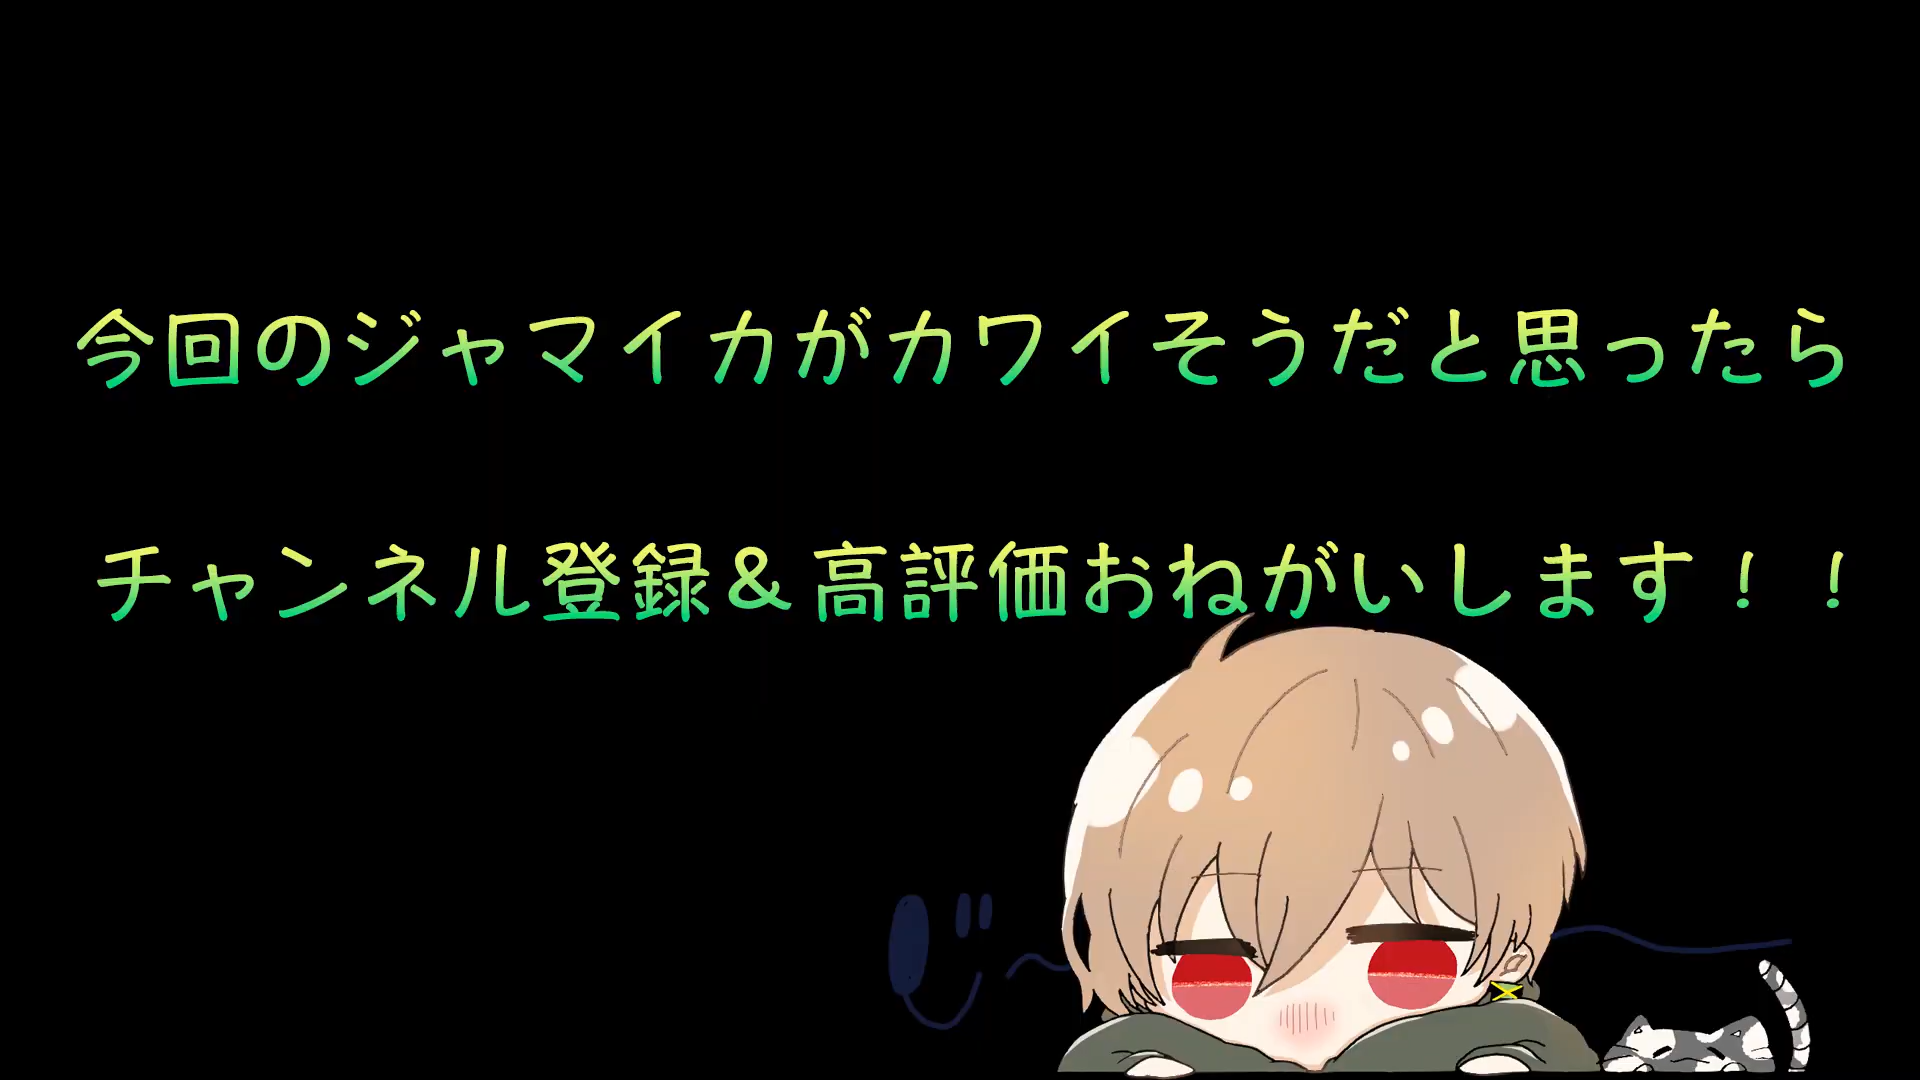 今回のジャマイカがカワイそうだと思ったら
チャンネル登録＆高評価おねがいします！！
じ〜